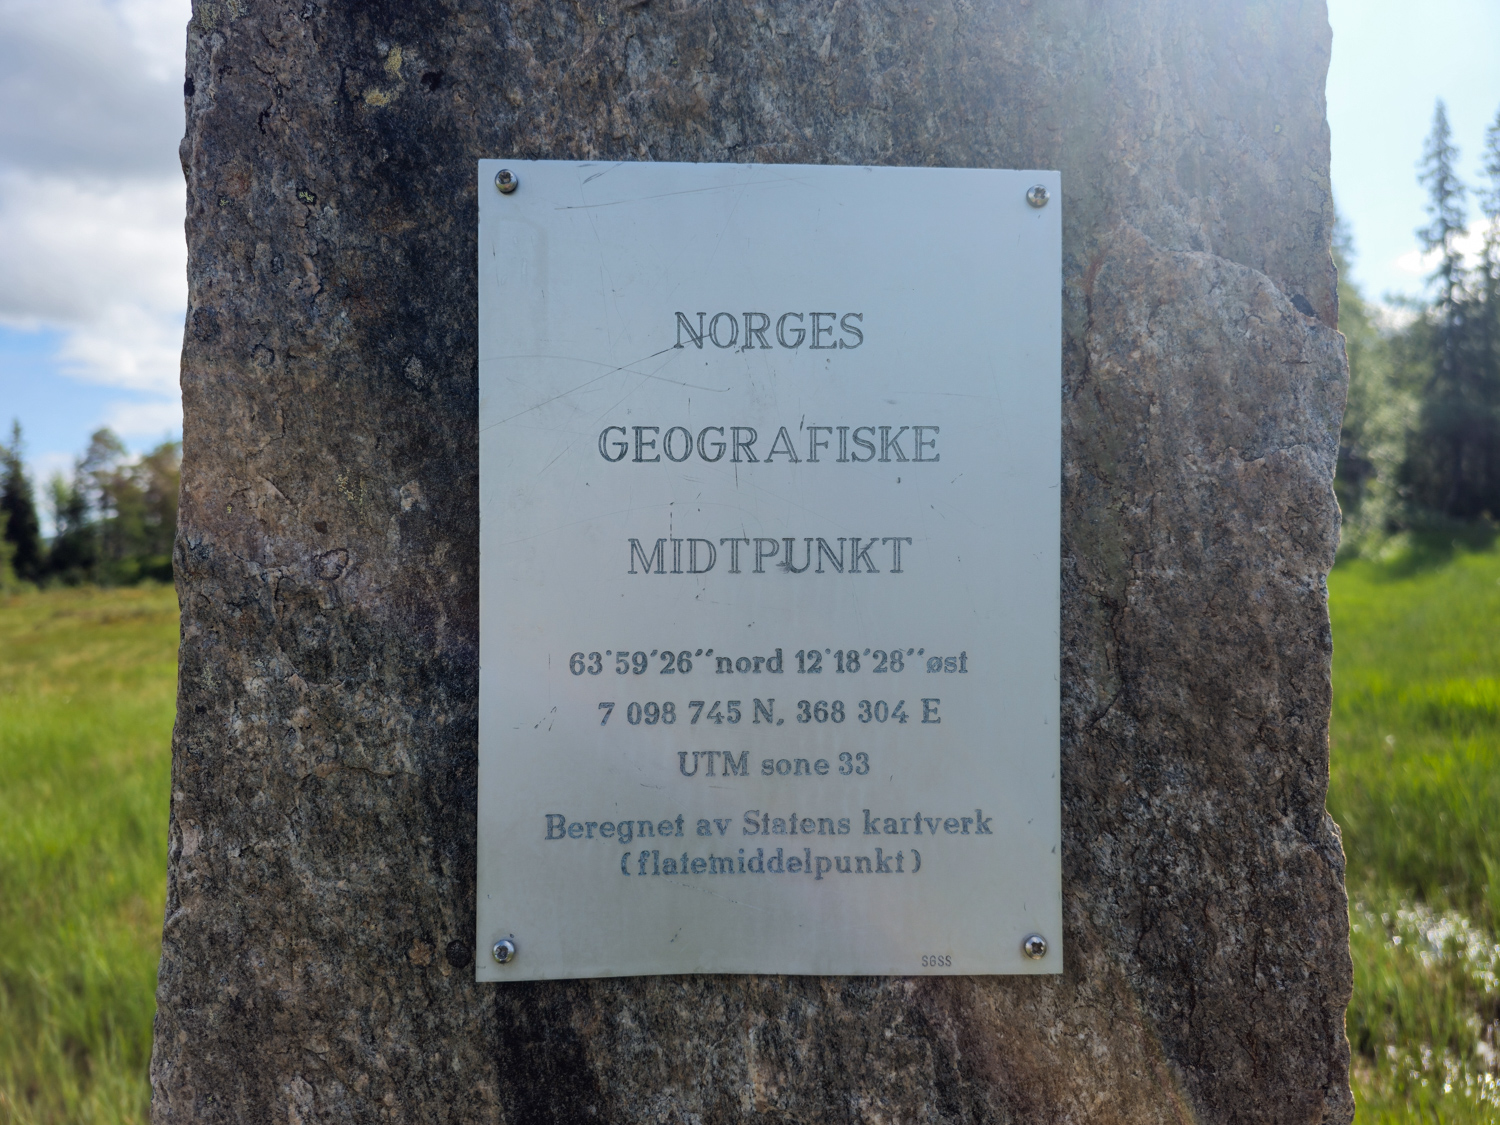 NORGES
GEOGRAFISKE
MIDTPUNKT
63°59′26″nord 12°18′28″øst
7 098 745 N, 368 304 E
UTM sone 33
Beregnet av Statens kartverk
(flatemiddelpunkt)